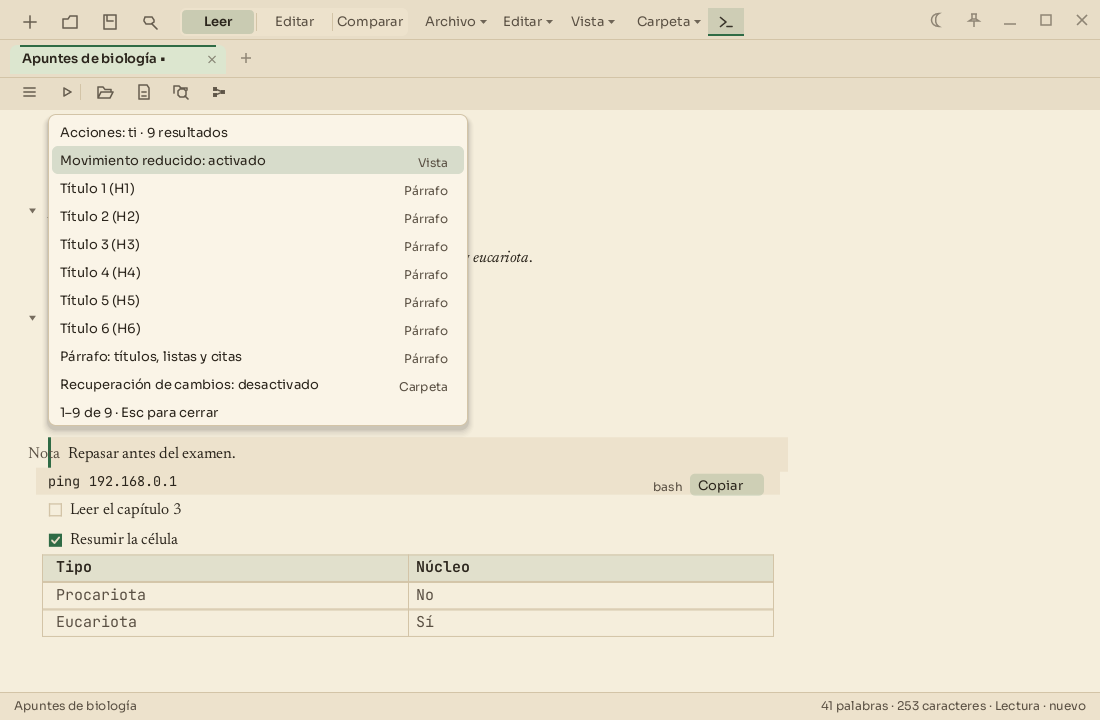 Leer Editar Comparar Archivo Editar Vista Carpeta
Apuntes de biología •
Acciones: ti · 9 resultados
Movimiento reducido: activado Vista
Título 1 (H1) Párrafo
Título 2 (H2) Párrafo
Título 3 (H3) Párrafo
Título 4 (H4) Párrafo
Título 5 (H5) Párrafo
Título 6 (H6) Párrafo
Párrafo: títulos, listas y citas Párrafo
Recuperación de cambios: desactivado Carpeta
1–9 de 9 · Esc para cerrar
y eucariota.
Nota Repasar antes del examen.
ping 192.168.0.1 bash Copiar
Leer el capítulo 3
Resumir la célula
Tipo Núcleo
Procariota No
Eucariota Sí
Apuntes de biología 41 palabras · 253 caracteres · Lectura · nuevo